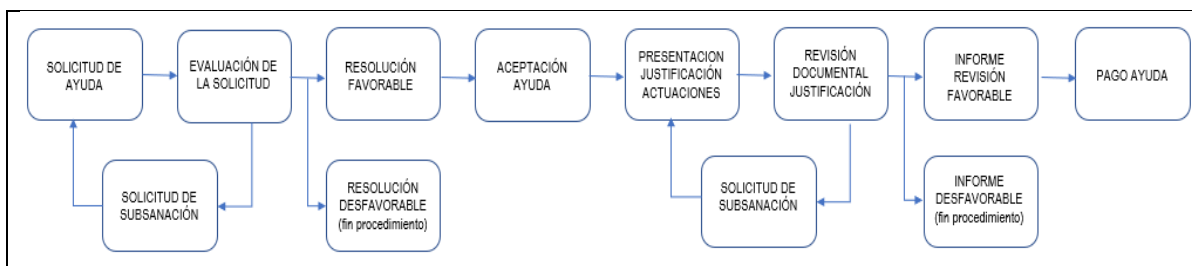 SOLICITUD DE
AYUDA
EVALUACIÓN DE
LA SOLICITUD
RESOLUCIÓN
FAVORABLE
ACEPTACIÓN
AYUDA
PRESENTACION
JUSTIFICACIÓN
ACTUACIONES
REVISIÓN
DOCUMENTAL
JUSTIFICACIÓN
INFORME
REVISIÓN
FAVORABLE
PAGO AYUDA
SOLICITUD DE
SUBSANACIÓN
RESOLUCIÓN
DESFAVORABLE
(fin procedimiento)
SOLICITUD DE
SUBSANACIÓN
INFORME
DESFAVORABLE
(fin procedimiento)